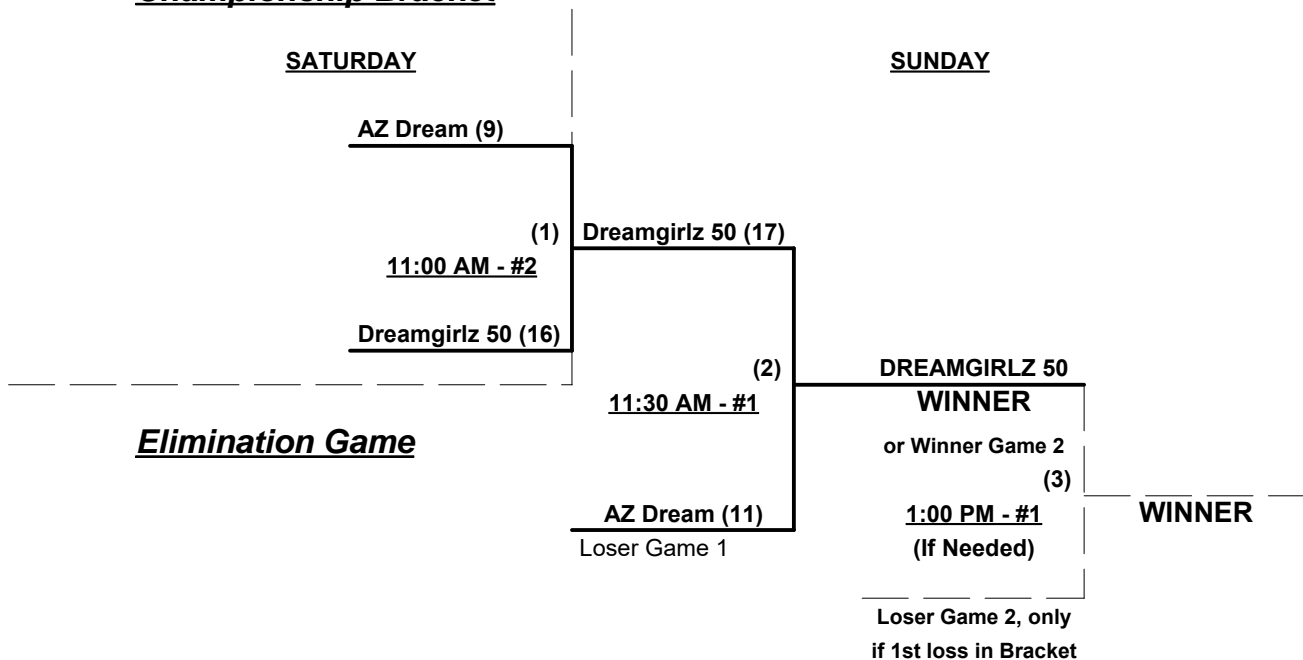 Championship Bracket
SATURDAY
SUNDAY
AZ Dream (9)
(1)
Dreamgirlz 50 (17)
11:00 AM - #2
Dreamgirlz 50 (16)
(2)
DREAMGIRLZ 50
11:30 AM - #1
WINNER
Elimination Game
or Winner Game 2
(3)
AZ Dream (11)
1:00 PM - #1
WINNER
Loser Game 1
(If Needed)
Loser Game 2, only
if 1st loss in Bracket